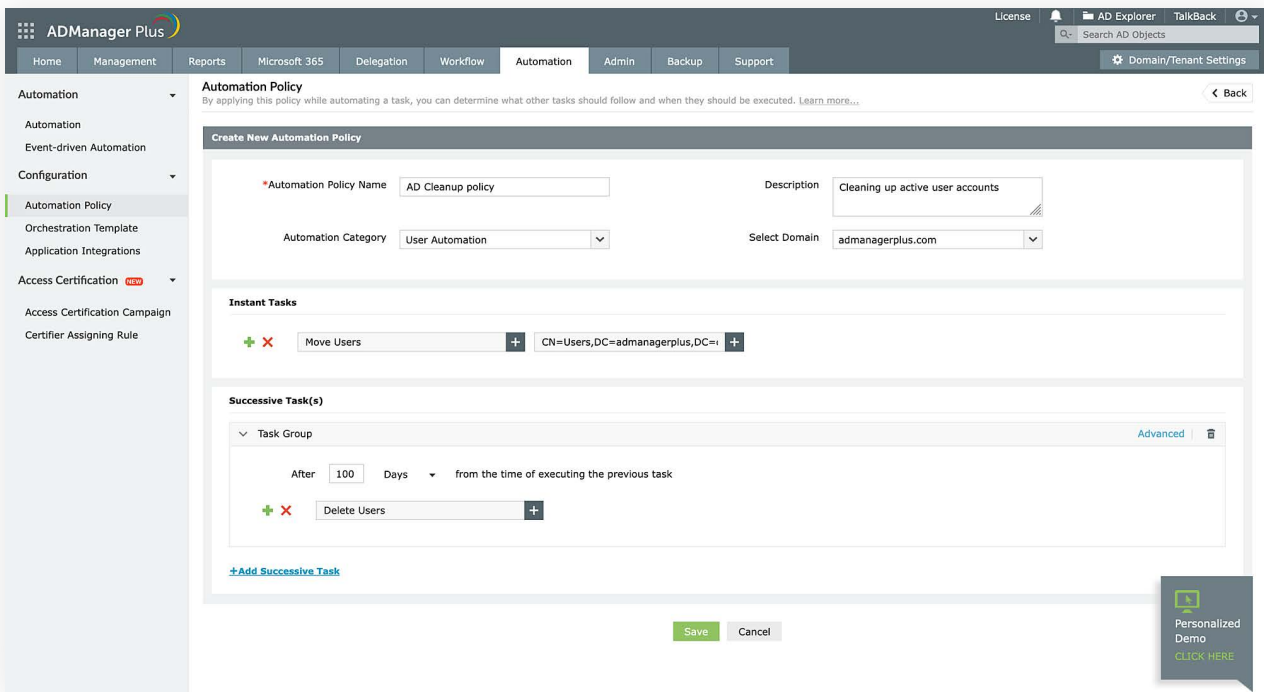 License
AD Explorer
TalkBack
ADManager Plus
Search AD Objects
Home
Management
Reports
Microsoft 365
Delegation
Workflow
Automation
Admin
Backup
Support
Domain/Tenant Settings
Automation
Automation
Event-driven Automation
Configuration
Automation Policy
Orchestration Template
Application Integrations
Access Certification NEW
Access Certification Campaign
Certifier Assigning Rule
Automation Policy
By applying this policy while automating a task, you can determine what other tasks should follow and when they should be executed. Learn more...
Back
Create New Automation Policy
*Automation Policy Name
AD Cleanup policy
Description
Cleaning up active user accounts
Automation Category
User Automation
Select Domain
admanagerplus.com
Instant Tasks
Move Users
CN=Users,DC=admanagerplus,DC=
Successive Task(s)
Task Group
Advanced
After 100 Days from the time of executing the previous task
Delete Users
+Add Successive Task
Save
Cancel
Personalized
Demo
CLICK HERE